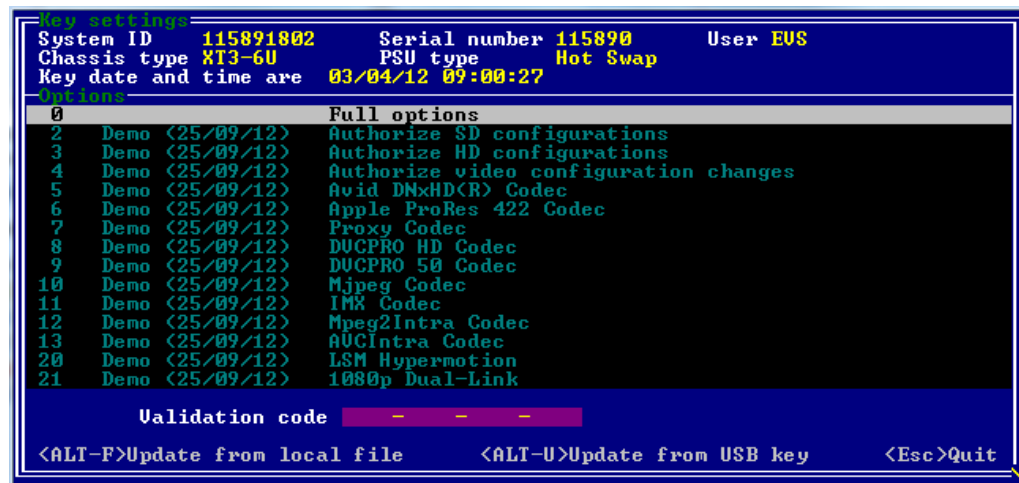 Key settings
System ID 115891802 Serial number 115890 User EVS
Chassis type XT3-6U PSU type Hot Swap
Key date and time are 03/04/12 09:00:27
Options
0 Full options
2 Demo (25/09/12) Authorize SD configurations
3 Demo (25/09/12) Authorize HD configurations
4 Demo (25/09/12) Authorize video configuration changes
5 Demo (25/09/12) Avid DNxHD(R) Codec
6 Demo (25/09/12) Apple ProRes 422 Codec
7 Demo (25/09/12) Proxy Codec
8 Demo (25/09/12) DVCPRO HD Codec
9 Demo (25/09/12) DVCPRO 50 Codec
10 Demo (25/09/12) Mjpeg Codec
11 Demo (25/09/12) IMX Codec
12 Demo (25/09/12) Mpeg2Intra Codec
13 Demo (25/09/12) AVCIntra Codec
20 Demo (25/09/12) LSM Hypermotion
21 Demo (25/09/12) 1080p Dual-Link
Validation code - - -
<ALT-F>Update from local file <ALT-U>Update from USB key <Esc>Quit